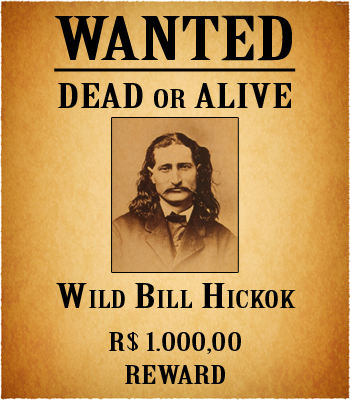 WANTED
DEAD OR ALIVE
WILD BILL HICKOK
R$ 1.000,00
REWARD